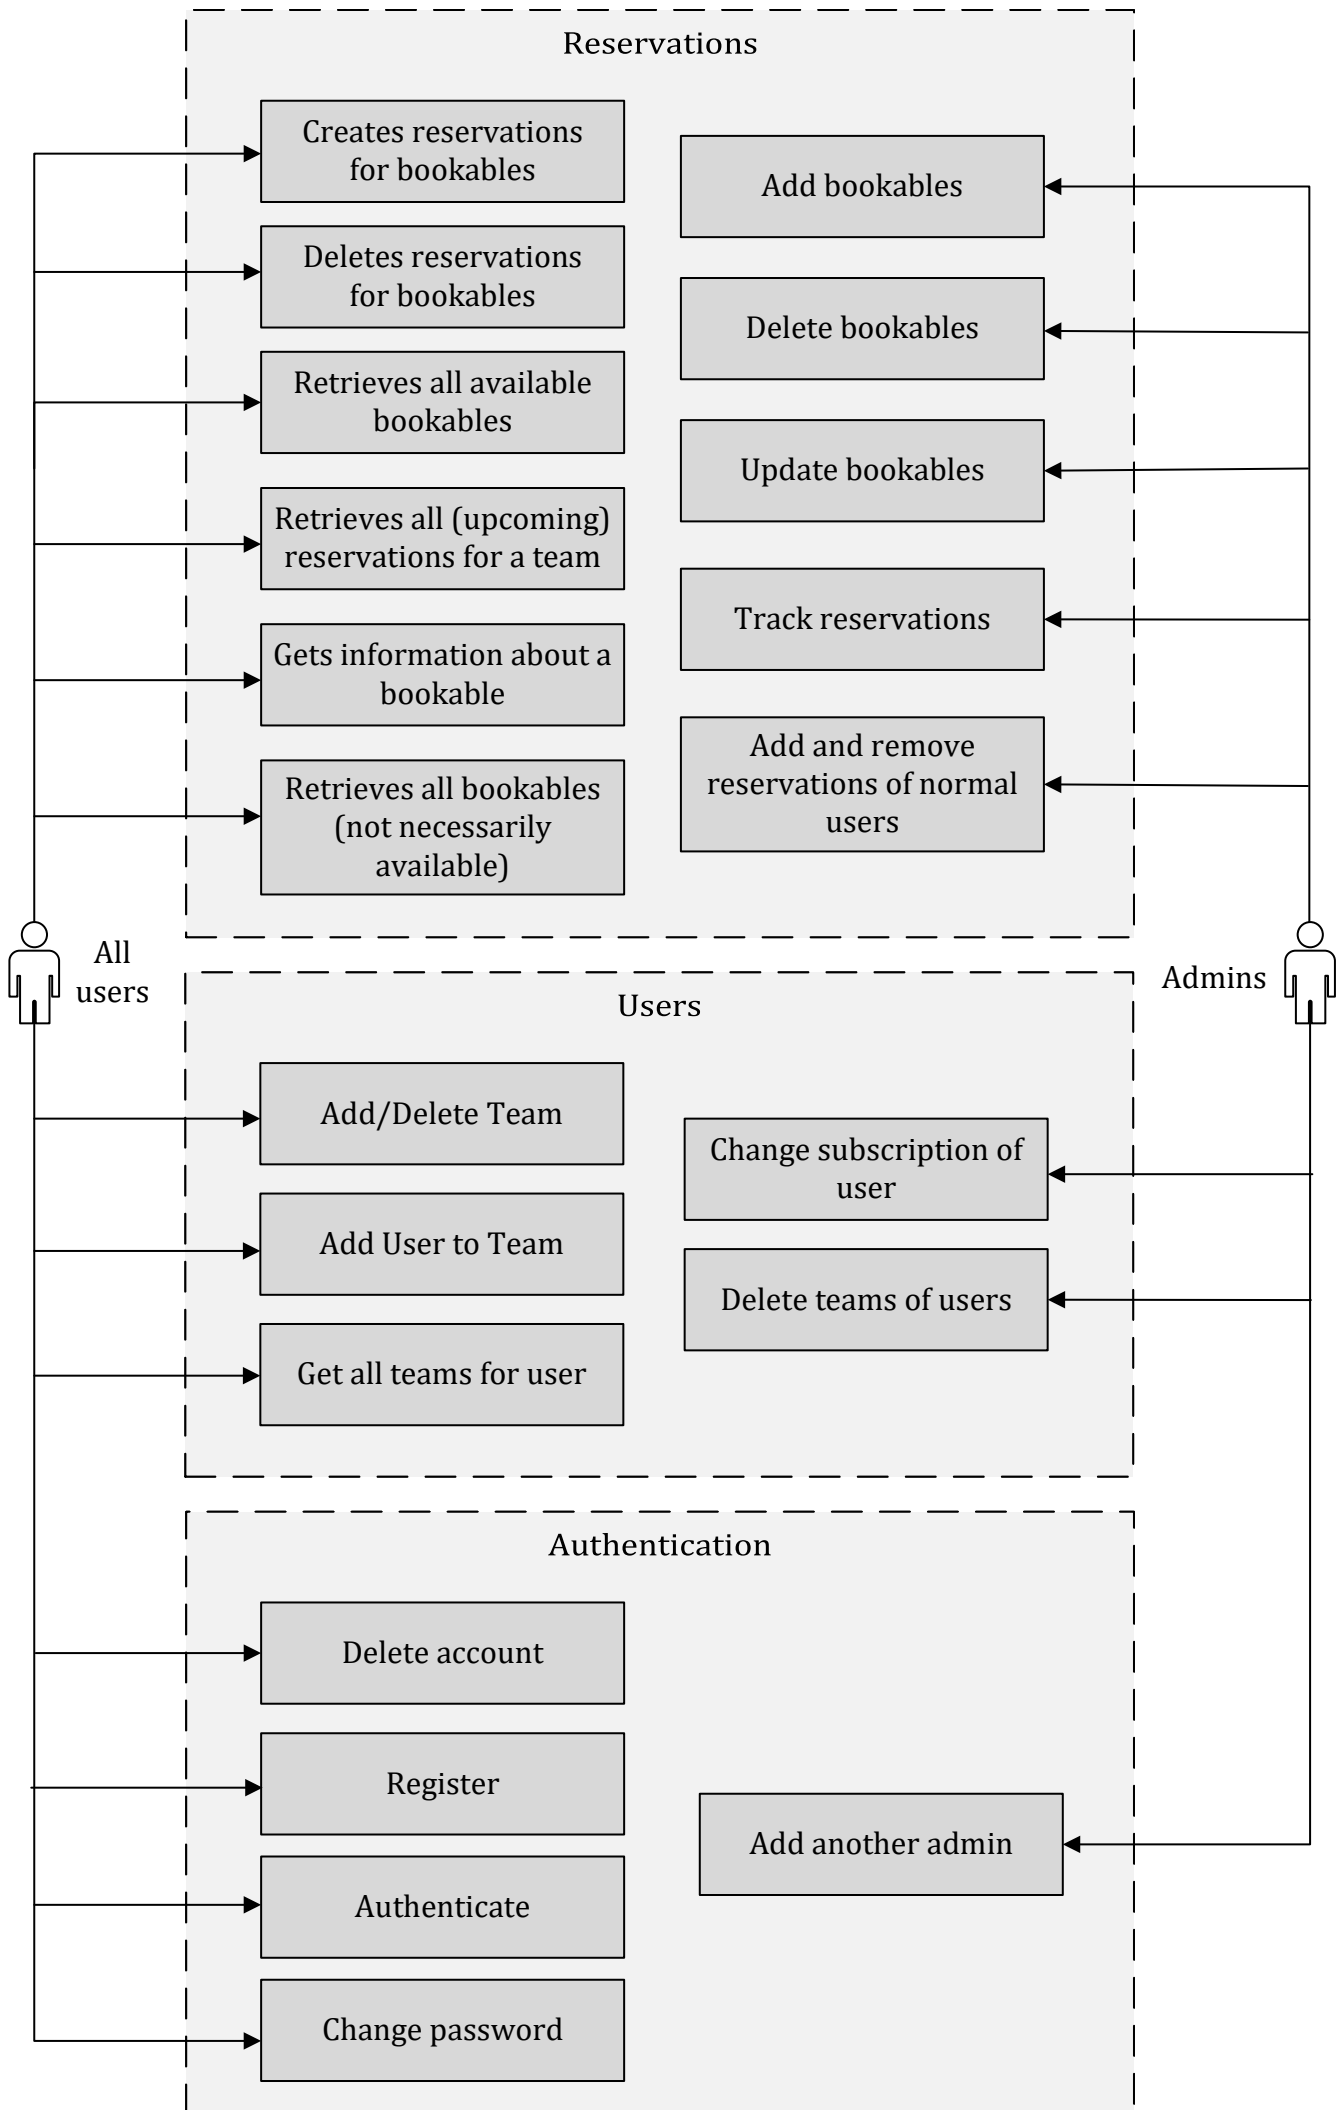 Reservations
Creates reservations
for bookables
Deletes reservations
for bookables
Retrieves all available
bookables
Retrieves all (upcoming)
reservations for a team
Gets information about a
bookable
Retrieves all bookables
(not necessarily
available)
Add bookables
Delete bookables
Update bookables
Track reservations
Add and remove
reservations of normal
users
All
users
Admins
Users
Add/Delete Team
Add User to Team
Get all teams for user
Change subscription of
user
Delete teams of users
Authentication
Delete account
Register
Authenticate
Change password
Add another admin